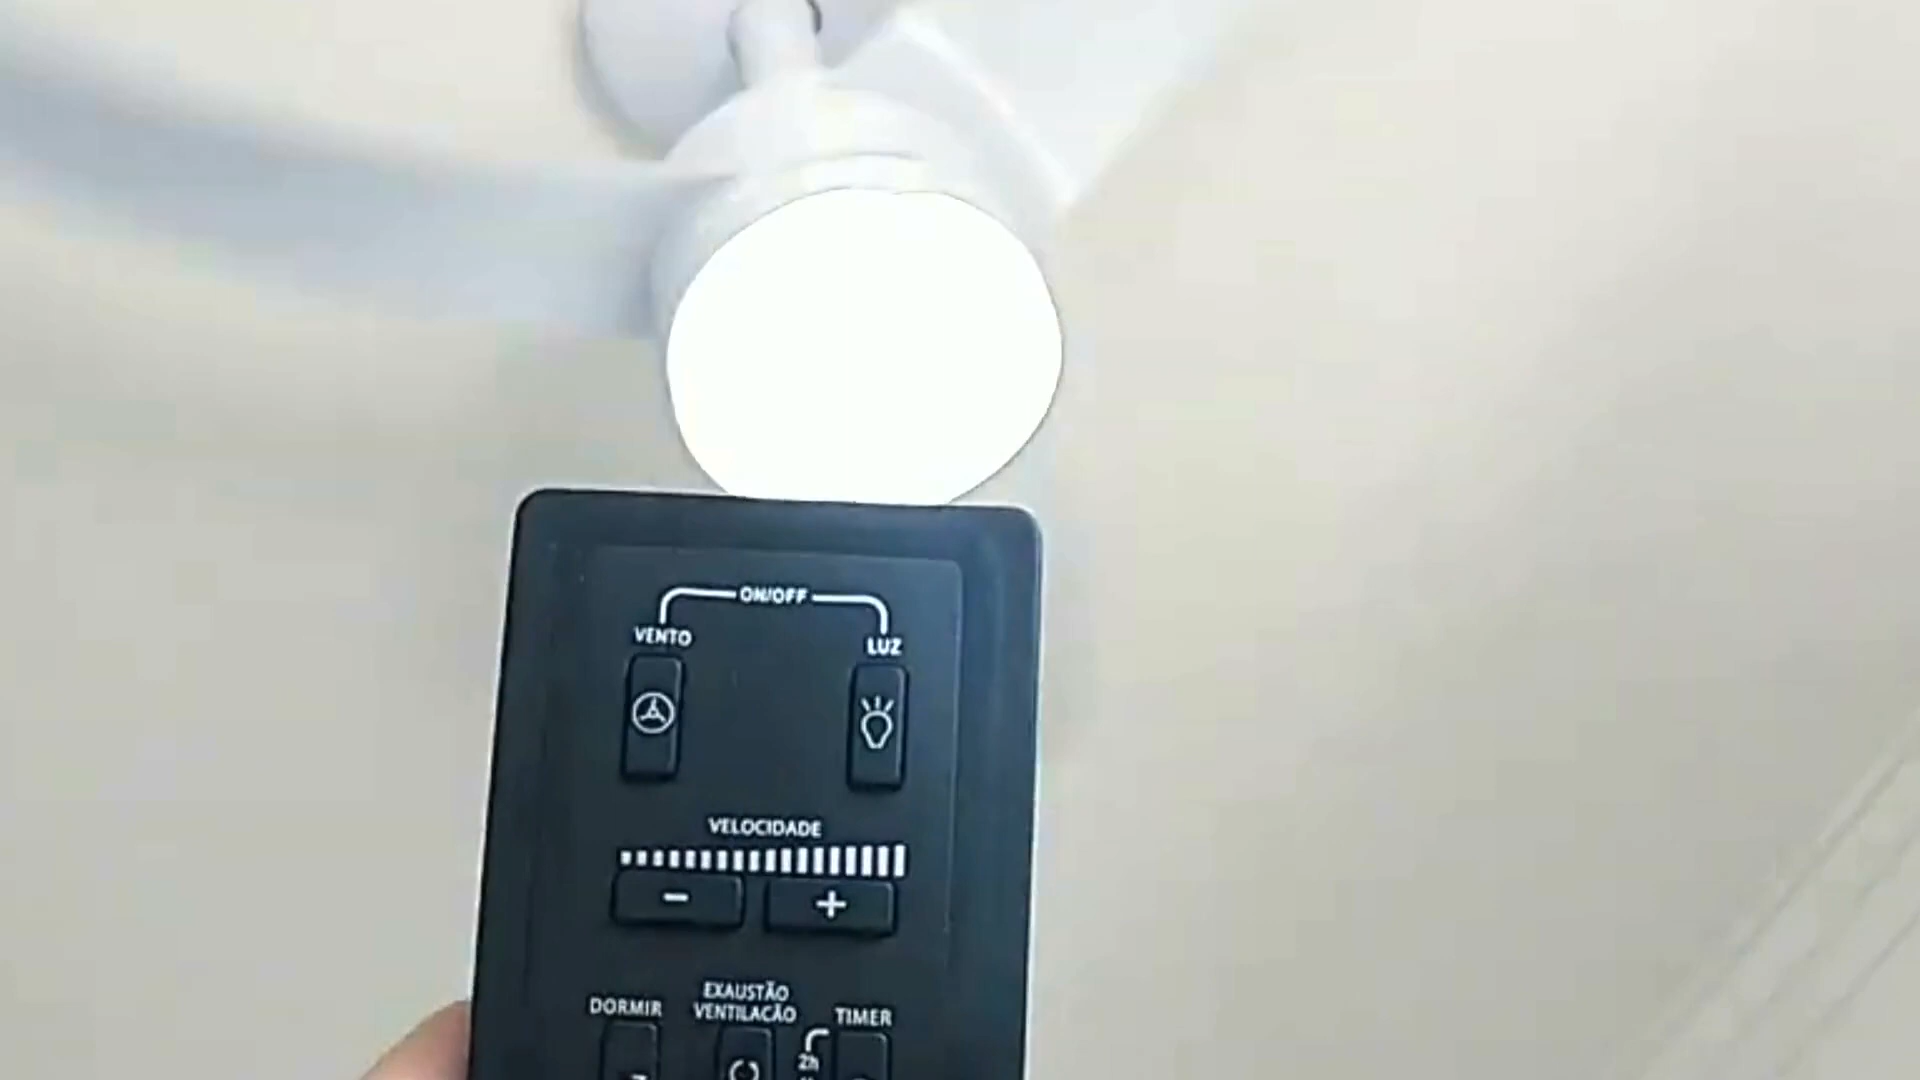 ON/OFF
VENTO
LUZ
VELOCIDADE
- +
DORMIR
EXAUSTÃO
VENTILAÇÃO
TIMER
2h